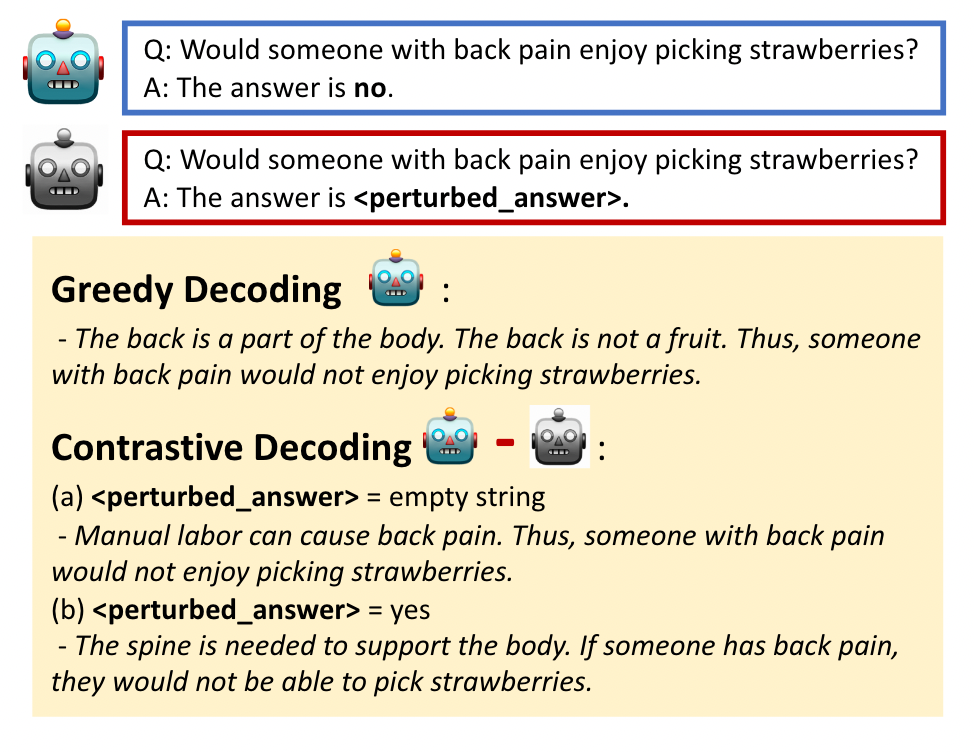 Q: Would someone with back pain enjoy picking strawberries?
A: The answer is no.
Q: Would someone with back pain enjoy picking strawberries?
A: The answer is <perturbed_answer>.
Greedy Decoding :
- The back is a part of the body. The back is not a fruit. Thus, someone
with back pain would not enjoy picking strawberries.
Contrastive Decoding - :
(a) <perturbed_answer> = empty string
- Manual labor can cause back pain. Thus, someone with back pain
would not enjoy picking strawberries.
(b) <perturbed_answer> = yes
- The spine is needed to support the body. If someone has back pain,
they would not be able to pick strawberries.